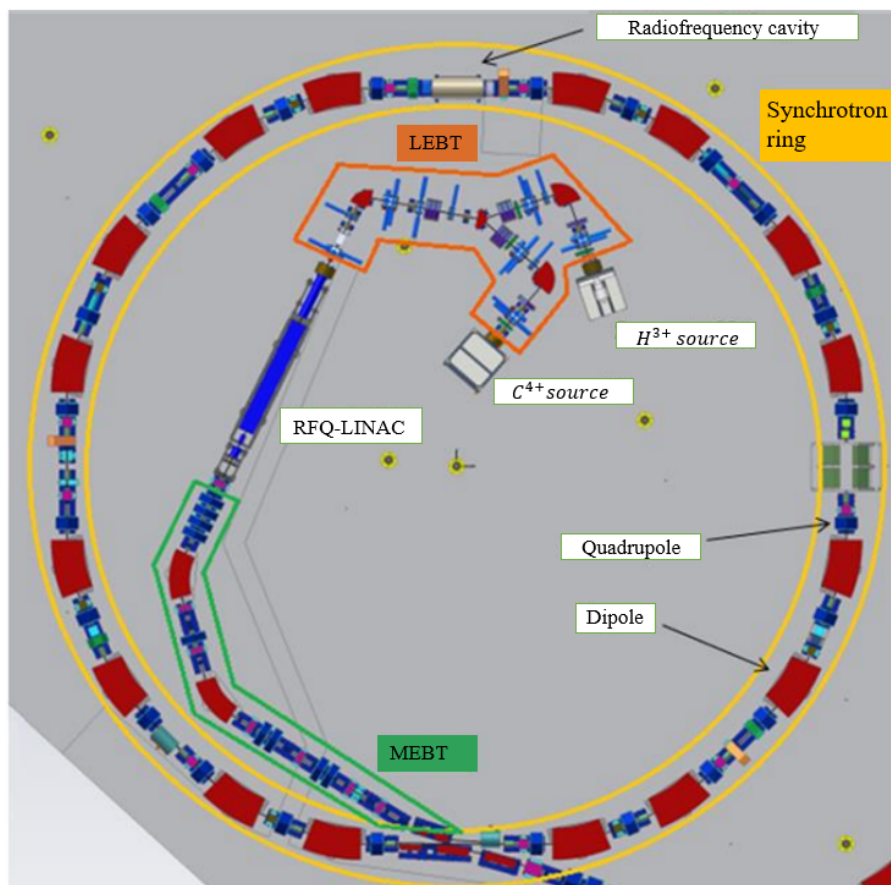 Radiofrequency cavity
Synchrotron
ring
LEBT
H³⁺ source
C⁴⁺source
RFQ-LINAC
Quadrupole
Dipole
MEBT